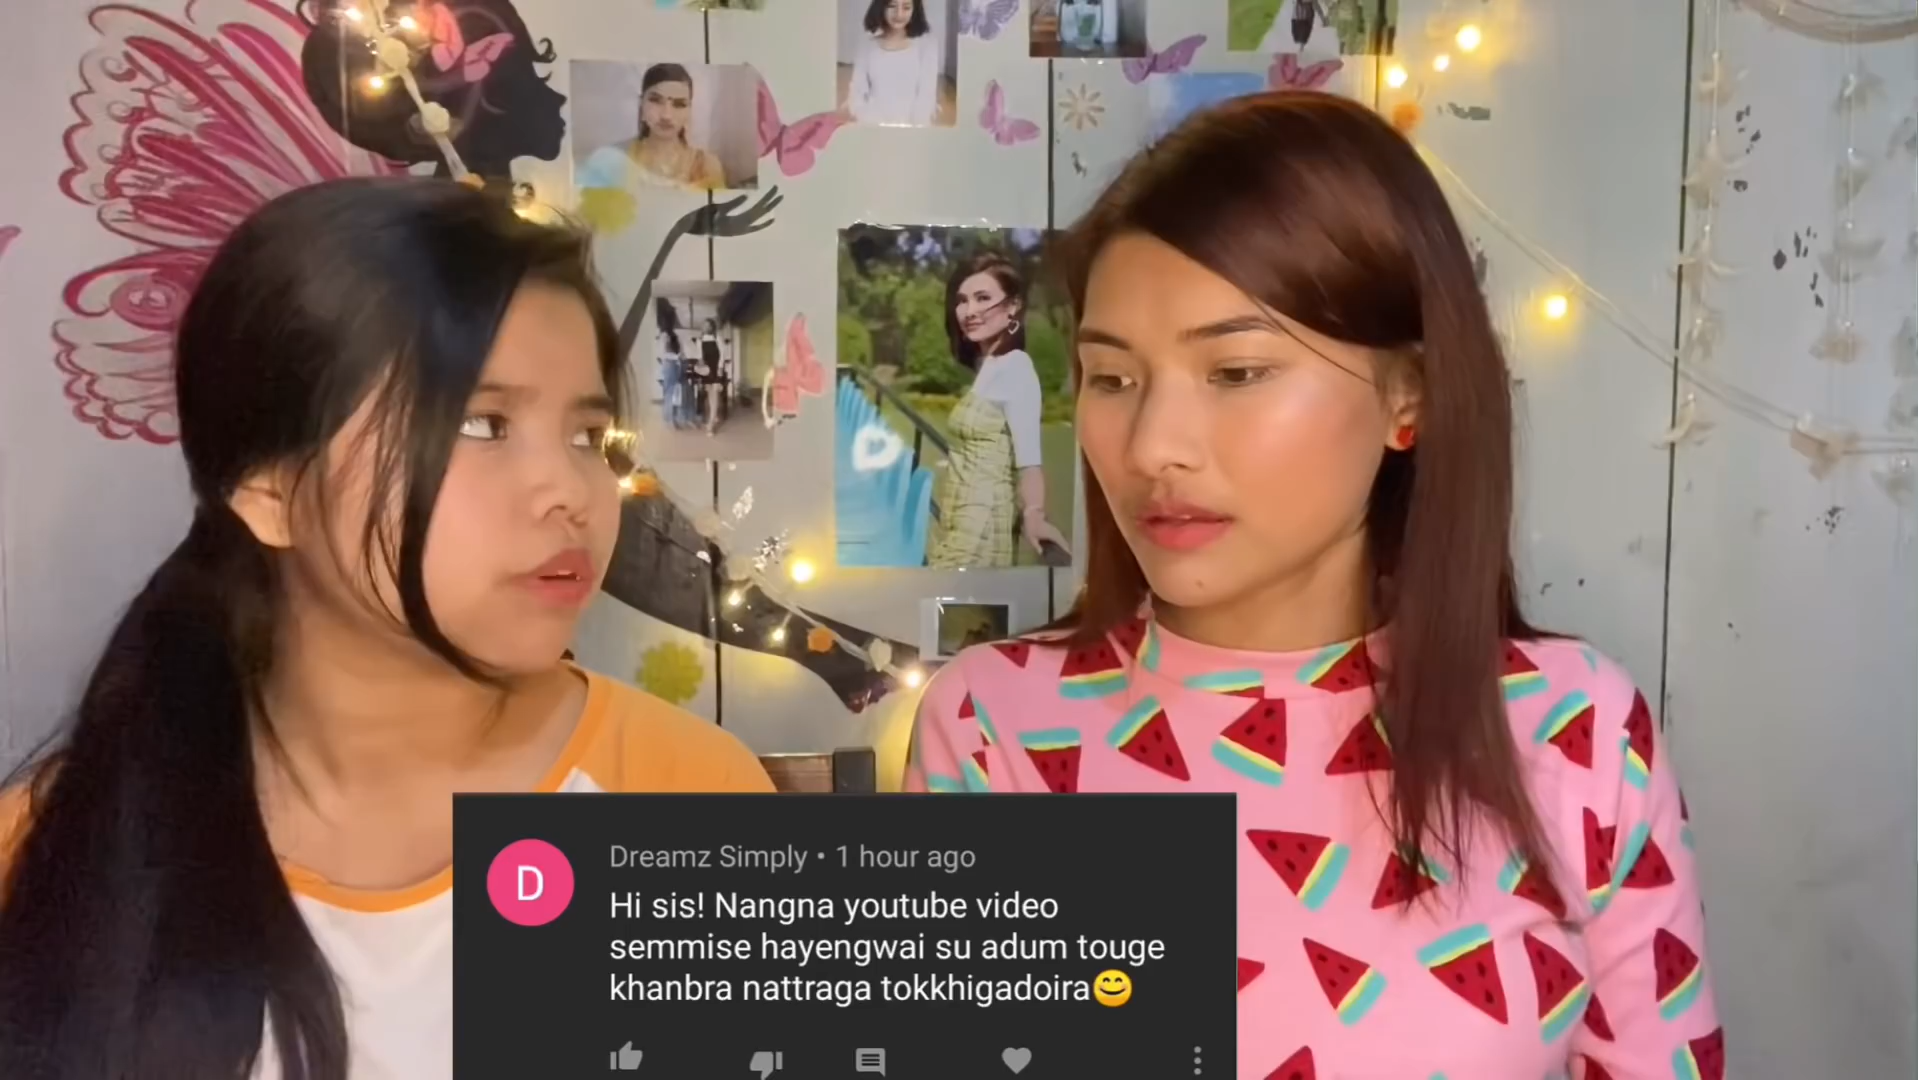 D
Dreamz Simply • 1 hour ago
Hi sis! Nangna youtube video
semmise hayengwai su adum touge
khanbra nattraga tokkhigadoira😊